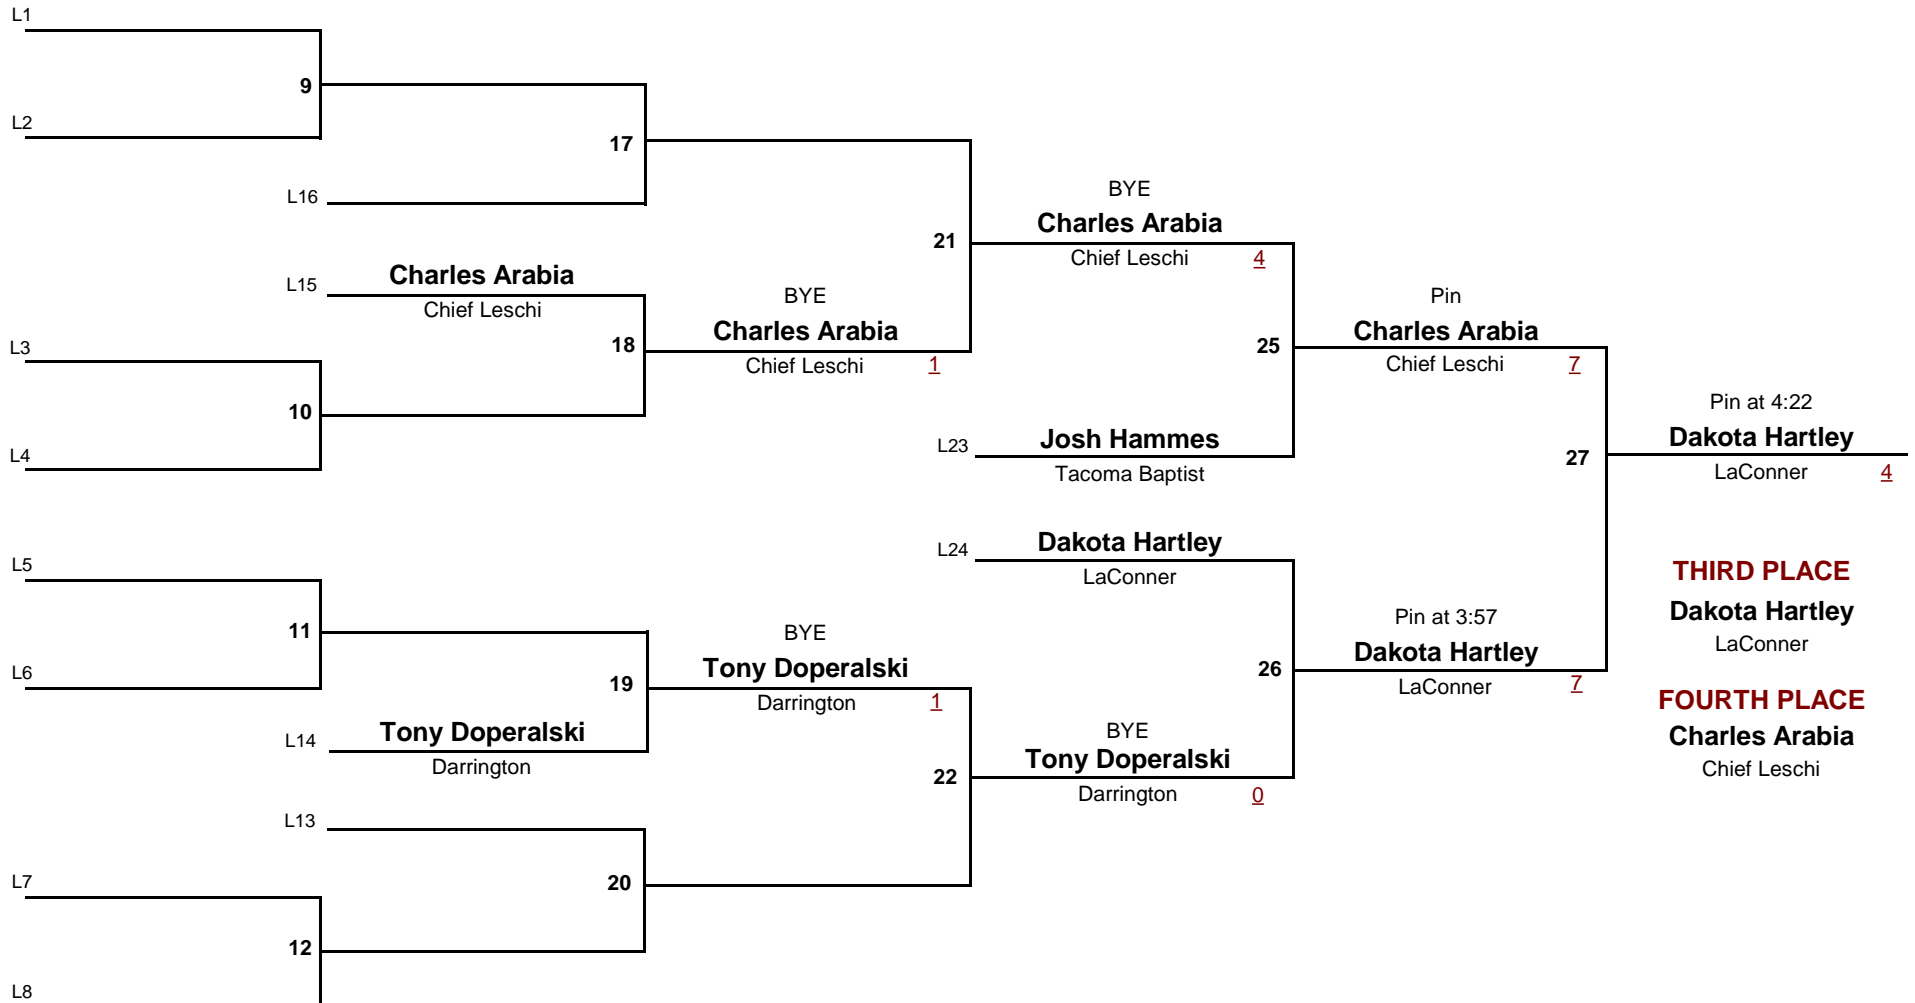 L1
9
L2
17
L16
BYE
Charles Arabia
21
Chief Leschi 4
L15
Charles Arabia
Chief Leschi
BYE
Charles Arabia
18
Chief Leschi 1
Pin
Charles Arabia
25
Chief Leschi 7
L3
10
L4
L23
Josh Hammes
Tacoma Baptist
27
Pin at 4:22
Dakota Hartley
LaConner 4
L24
Dakota Hartley
LaConner
L5
11
L6
BYE
Tony Doperalski
19
Darrington 1
Pin at 3:57
Dakota Hartley
26
LaConner 7
THIRD PLACE
Dakota Hartley
LaConner
FOURTH PLACE
Charles Arabia
Chief Leschi
L14
Tony Doperalski
Darrington
BYE
Tony Doperalski
22
Darrington 0
L13
L7
20
12
L8